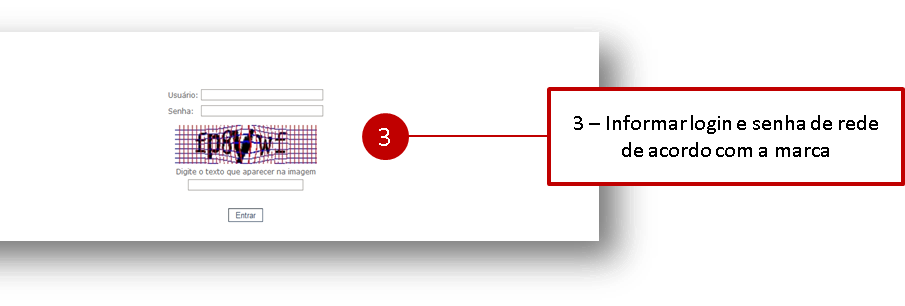 Usuário:
Senha:
Digite o texto que aparecer na imagem
Entrar
3
3 – Informar login e senha de rede
de acordo com a marca